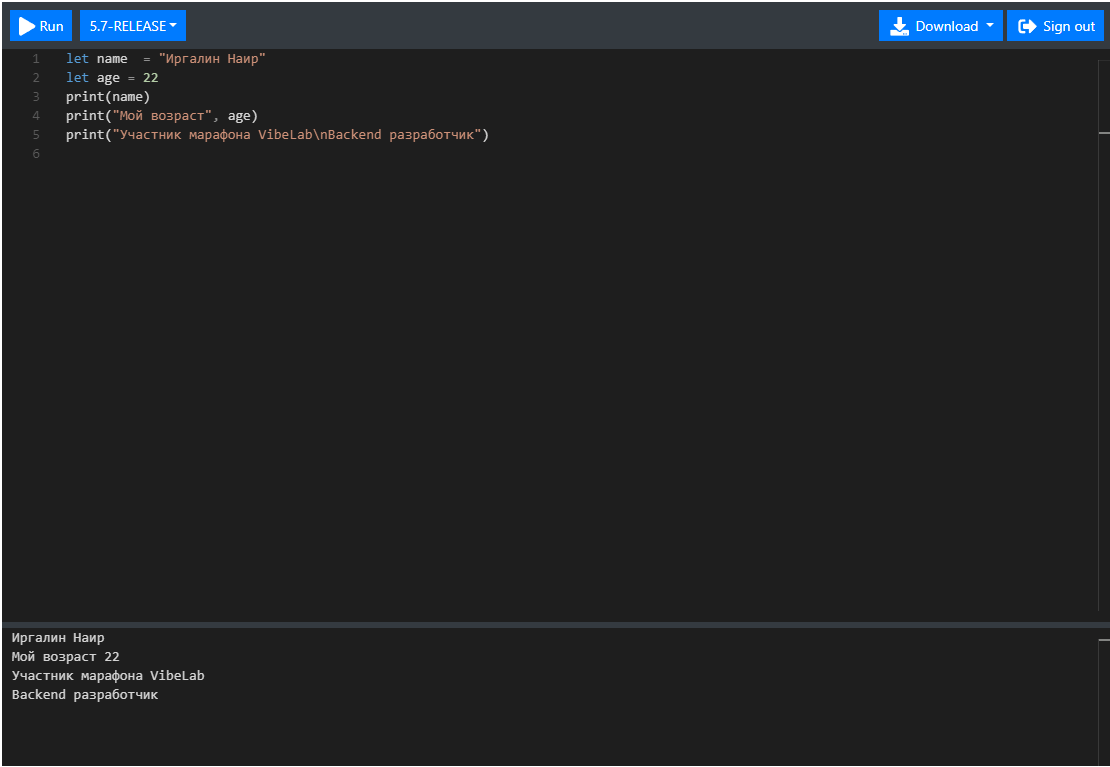 Run 5.7-RELEASE Download Sign out
1 let name  = "Иргалин Наир"
2 let age = 22
3 print(name)
4 print("Мой возраст", age)
5 print("Участник марафона VibeLab\nBackend разработчик")
6
Иргалин Наир
Мой возраст 22
Участник марафона VibeLab
Backend разработчик